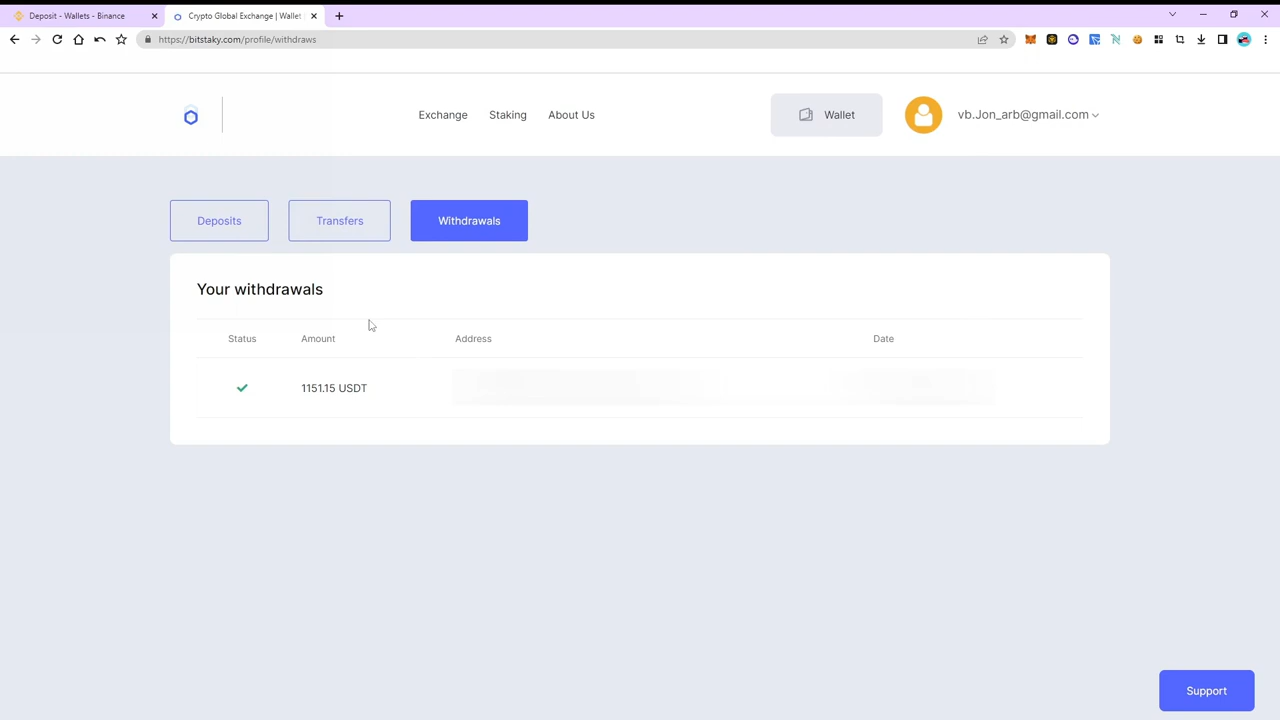 Deposit - Wallets - Binance
Crypto Global Exchange | Wallet
https://bitstaky.com/profile/withdraws
Exchange
Staking
About Us
Wallet
vb.Jon_arb@gmail.com
Deposits
Transfers
Withdrawals
Your withdrawals
Status
Amount
Address
Date
1151.15 USDT
Support